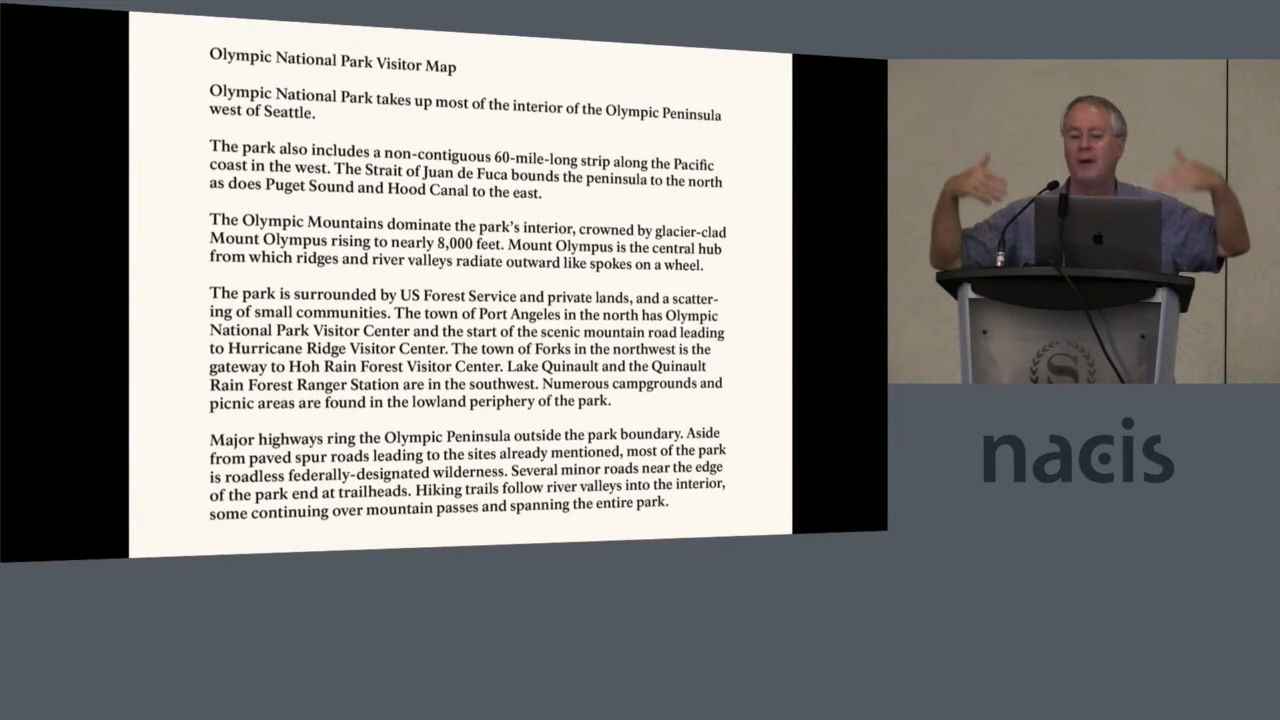 Olympic National Park Visitor Map
Olympic National Park takes up most of the interior of the Olympic Peninsula
west of Seattle.
The park also includes a non-contiguous 60-mile-long strip along the Pacific
coast in the west. The Strait of Juan de Fuca bounds the peninsula to the north
as does Puget Sound and Hood Canal to the east.
The Olympic Mountains dominate the park's interior, crowned by glacier-clad
Mount Olympus rising to nearly 8,000 feet. Mount Olympus is the central hub
from which ridges and river valleys radiate outward like spokes on a wheel.
The park is surrounded by US Forest Service and private lands, and a scatter-
ing of small communities. The town of Port Angeles in the north has Olympic
National Park Visitor Center and the start of the scenic mountain road leading
to Hurricane Ridge Visitor Center. The town of Forks in the northwest is the
gateway to Hoh Rain Forest Visitor Center. Lake Quinault and the Quinault
Rain Forest Ranger Station are in the southwest. Numerous campgrounds and
picnic areas are found in the lowland periphery of the park.
Major highways ring the Olympic Peninsula outside the park boundary. Aside
from paved spur roads leading to the sites already mentioned, most of the park
is roadless federally-designated wilderness. Several minor roads near the edge
of the park end at trailheads. Hiking trails follow river valleys into the interior,
some continuing over mountain passes and spanning the entire park.
S
nacis